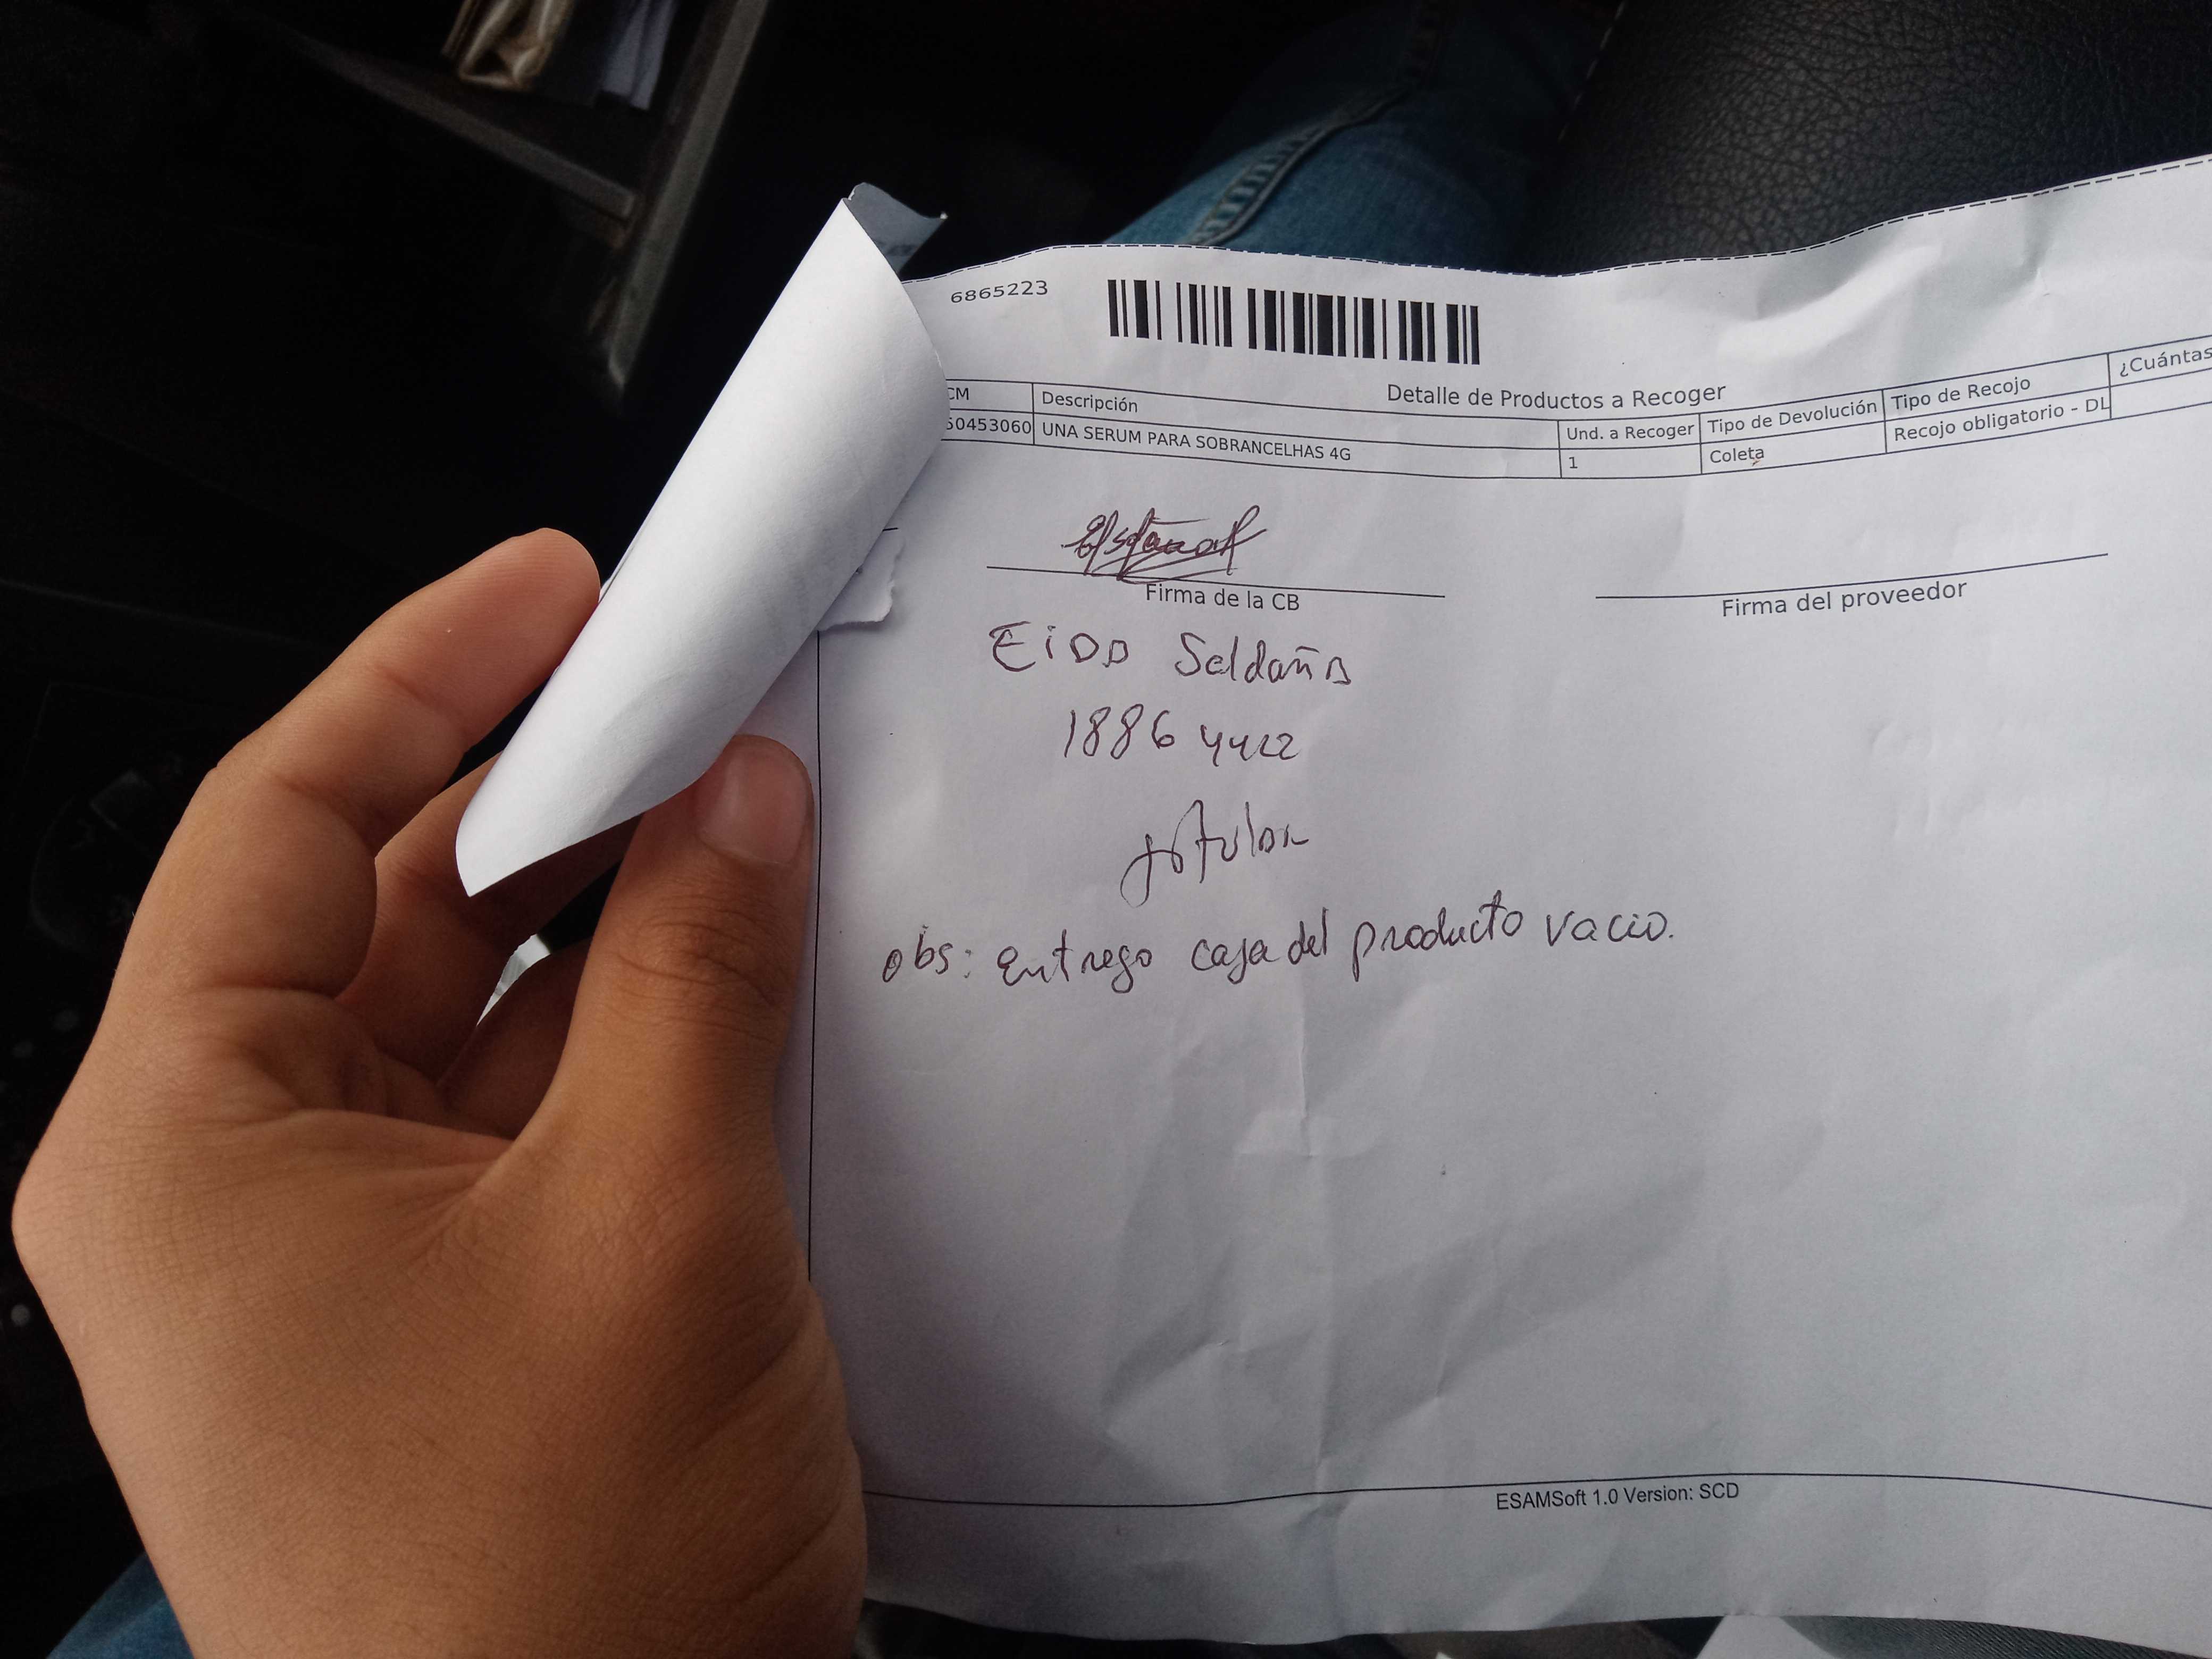 6865223
Detalle de Productos a Recoger
CM Descripción Und. a Recoger Tipo de Devolución Tipo de Recojo ¿Cuántas
50453060 UNA SERUM PARA SOBRANCELHAS 4G 1 Coleta Recojo obligatorio - DL
Firma de la CB Firma del proveedor
Saldaña
1886
obs: entrego caja del producto vacio.
ESAMSoft 1.0 Version: SCD